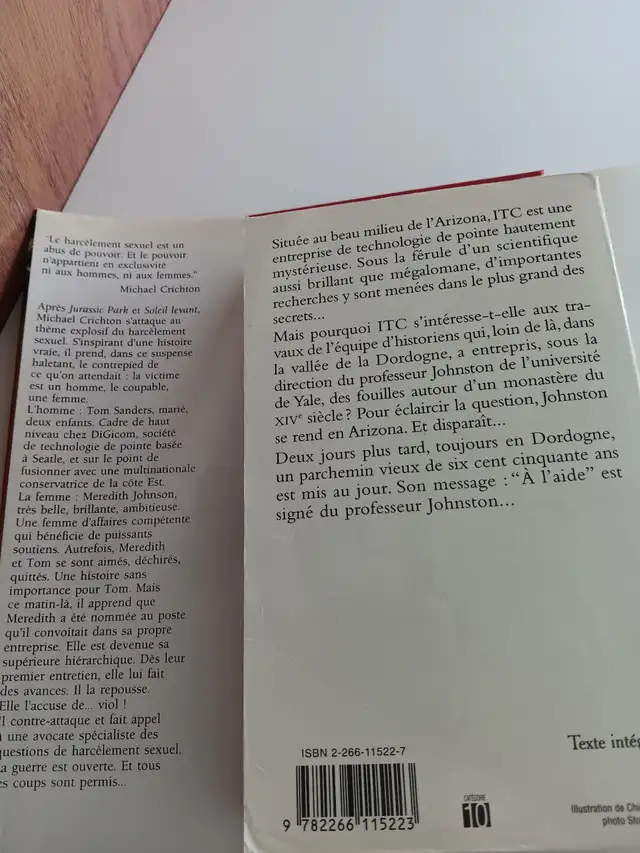 "Le harcèlement sexuel est un
abus de pouvoir. Et le pouvoir
n'appartient en exclusivité
ni aux hommes, ni aux femmes."
Michael Crichton
Après Jurassic Park et Soleil levant,
Michael Crichton s'attaque au
thème explosif du harcèlement
sexuel. S'inspirant d'une histoire
vraie, il prend, dans ce suspense
haletant, le contrepied de
ce qu'on attendait : la victime
est un homme, le coupable,
une femme.
L'homme : Tom Sanders, marié,
deux enfants. Cadre de haut
niveau chez DiGicom, société
de technologie de pointe basée
à Seatle, et sur le point de
fusionner avec une multinationale
conservatrice de la côte Est.
La femme : Meredith Johnson,
très belle, brillante, ambitieuse.
Une femme d'affaires compétente
qui bénéficie de puissants
soutiens. Autrefois, Meredith
et Tom se sont aimés, déchirés,
quittés. Une histoire sans
importance pour Tom. Mais
ce matin-là, il apprend que
Meredith a été nommée au poste
qu'il convoitait dans sa propre
entreprise. Elle est devenue sa
supérieure hiérarchique. Dès leur
premier entretien, elle lui fait
des avances. Il la repousse.
Elle l'accuse de... viol !
Il contre-attaque et fait appel
à une avocate spécialiste des
questions de harcèlement sexuel.
La guerre est ouverte. Et tous
les coups sont permis...
Située au beau milieu de l'Arizona, ITC est une
entreprise de technologie de pointe hautement
mystérieuse. Sous la férule d'un scientifique
aussi brillant que mégalomane, d'importantes
recherches y sont menées dans le plus grand des
secrets...
Mais pourquoi ITC s'intéresse-t-elle aux tra-
vaux de l'équipe d'historiens qui, loin de là, dans
la vallée de la Dordogne, a entrepris, sous la
direction du professeur Johnston de l'université
de Yale, des fouilles autour d'un monastère du
XIVe siècle ? Pour éclaircir la question, Johnston
se rend en Arizona. Et disparaît...
Deux jours plus tard, toujours en Dordogne,
un parchemin vieux de six cent cinquante ans
est mis au jour. Son message : "À l'aide" est
signé du professeur Johnston...
Texte intég
ISBN 2-266-11522-7
9 782266 115223
CATÉGORIE
10
Illustration de Ch
photo Sto